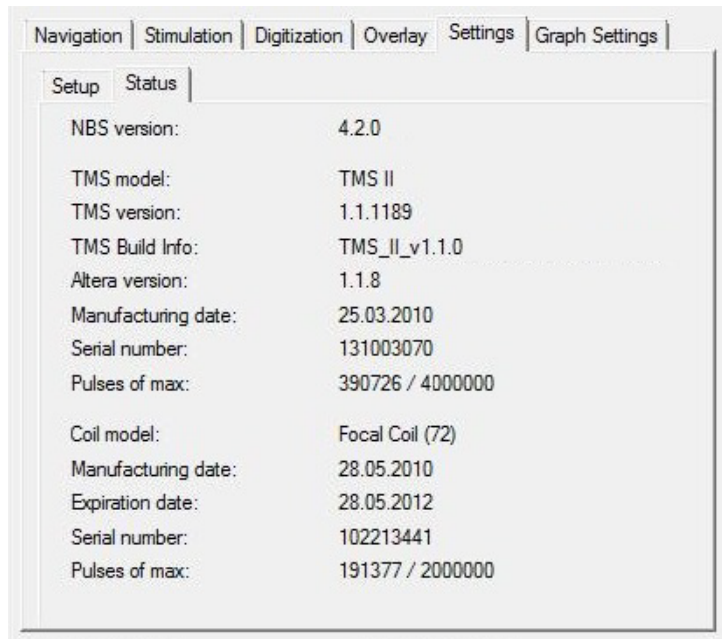 Navigation Stimulation Digitization Overlay Settings Graph Settings
Setup Status
NBS version: 4.2.0
TMS model: TMS II
TMS version: 1.1.1189
TMS Build Info: TMS_II_v1.1.0
Altera version: 1.1.8
Manufacturing date: 25.03.2010
Serial number: 131003070
Pulses of max: 390726 / 4000000
Coil model: Focal Coil (72)
Manufacturing date: 28.05.2010
Expiration date: 28.05.2012
Serial number: 102213441
Pulses of max: 191377 / 2000000